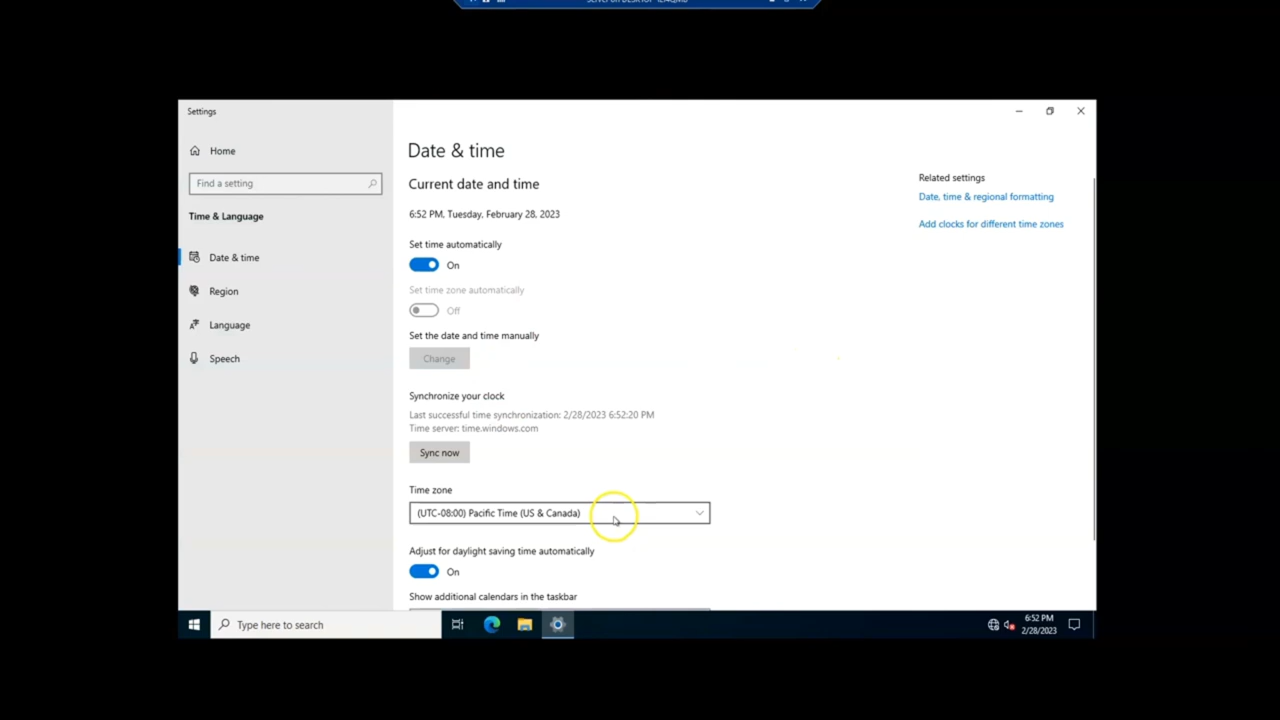 Settings
Home
Find a setting
Time & Language
Date & time
Region
Language
Speech
Date & time
Current date and time
6:52 PM, Tuesday, February 28, 2023
Set time automatically
On
Set time zone automatically
Off
Set the date and time manually
Change
Synchronize your clock
Last successful time synchronization: 2/28/2023 6:52:20 PM
Time server: time.windows.com
Sync now
Time zone
(UTC-08:00) Pacific Time (US & Canada)
Adjust for daylight saving time automatically
On
Show additional calendars in the taskbar
Related settings
Date, time & regional formatting
Add clocks for different time zones
Type here to search
6:52 PM
2/28/2023